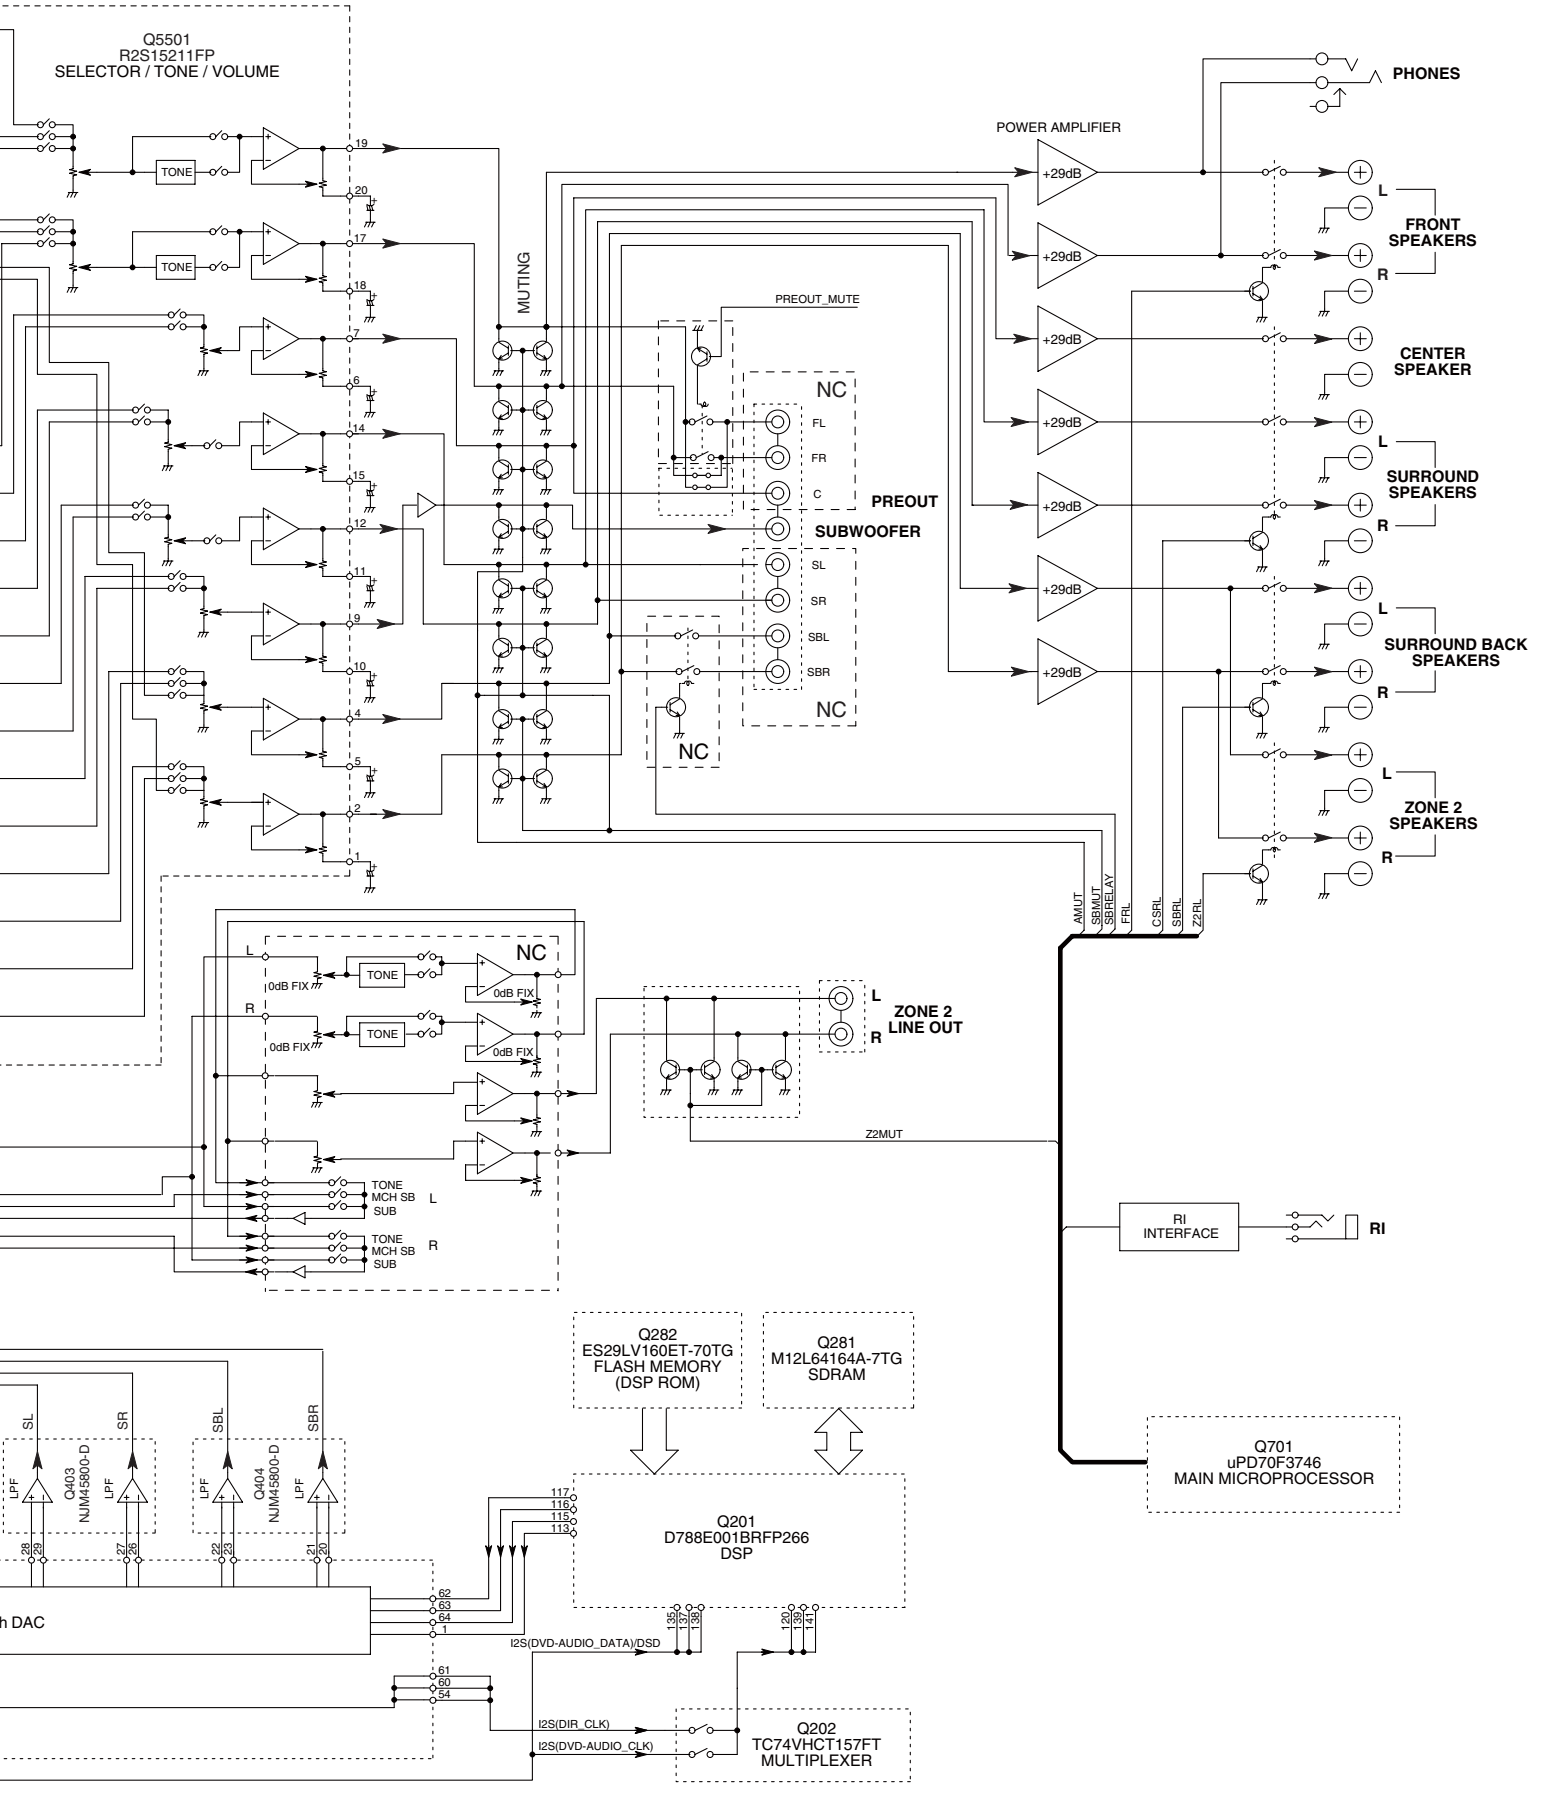 Q5501
R2S15211FP
SELECTOR / TONE / VOLUME
PHONES
POWER AMPLIFIER
19
TONE
+
−
20
+29dB
+
L
−
FRONT
SPEAKERS
17
TONE
+
−
18
MUTING
+29dB
+
R
−
PREOUT_MUTE
7
+
−
6
+29dB
+
−
CENTER
SPEAKER
NC
14
+
−
15
FL
FR
C
PREOUT
SUBWOOFER
+29dB
+
L
−
SURROUND
SPEAKERS
12
+
−
11
+29dB
+
R
−
SL
SR
SBL
SBR
NC
NC
9
+
−
10
+29dB
+
L
−
SURROUND BACK
SPEAKERS
4
+
−
5
+29dB
+
R
−
2
+
−
1
+
L
−
ZONE 2
SPEAKERS
+
R
−
AMUT
SBMUT
SBRELAY
FRL
CSRL
SBRL
Z2RL
NC
L
0dB FIX
TONE
+
−
0dB FIX
R
0dB FIX
TONE
+
−
0dB FIX
L
ZONE 2
LINE OUT
R
+
−
+
−
Z2MUT
TONE
MCH SB
SUB
L
TONE
MCH SB
SUB
R
RI
INTERFACE
RI
Q282
ES29LV160ET-70TG
FLASH MEMORY
(DSP ROM)
Q281
M12L64164A-7TG
SDRAM
SL
SR
SBL
SBR
LPF
Q403
NJM45800-D
LPF
LPF
Q404
NJM45800-D
LPF
+ −
+ −
+ −
+ −
28
29
27
26
22
23
21
20
Q701
uPD70F3746
MAIN MICROPROCESSOR
117
116
115
113
Q201
D788E001BRFP266
DSP
h DAC
62
63
64
1
135
137
138
120
139
141
I2S(DVD-AUDIO_DATA)/DSD
61
60
54
I2S(DIR_CLK)
I2S(DVD-AUDIO_CLK)
Q202
TC74VHCT157FT
MULTIPLEXER